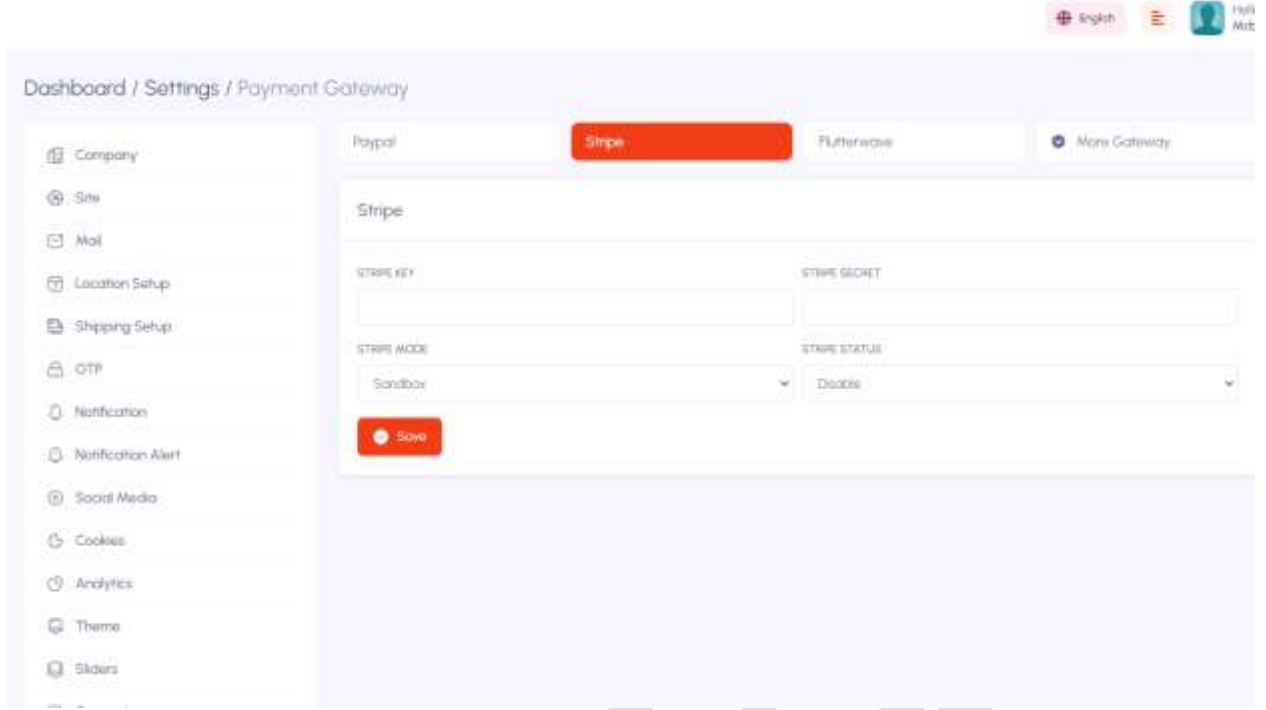 English
Dashboard / Settings / Payment Gateway
Company
Site
Mail
Location Setup
Shipping Setup
OTP
Notification
Notification Alert
Social Media
Cookies
Analytics
Theme
Sliders
Paypal
Stripe
Flutterwave
More Gateway
Stripe
STRIPE KEY
STRIPE SECRET
STRIPE MODE
STRIPE STATUS
Sandbox
Disable
Save